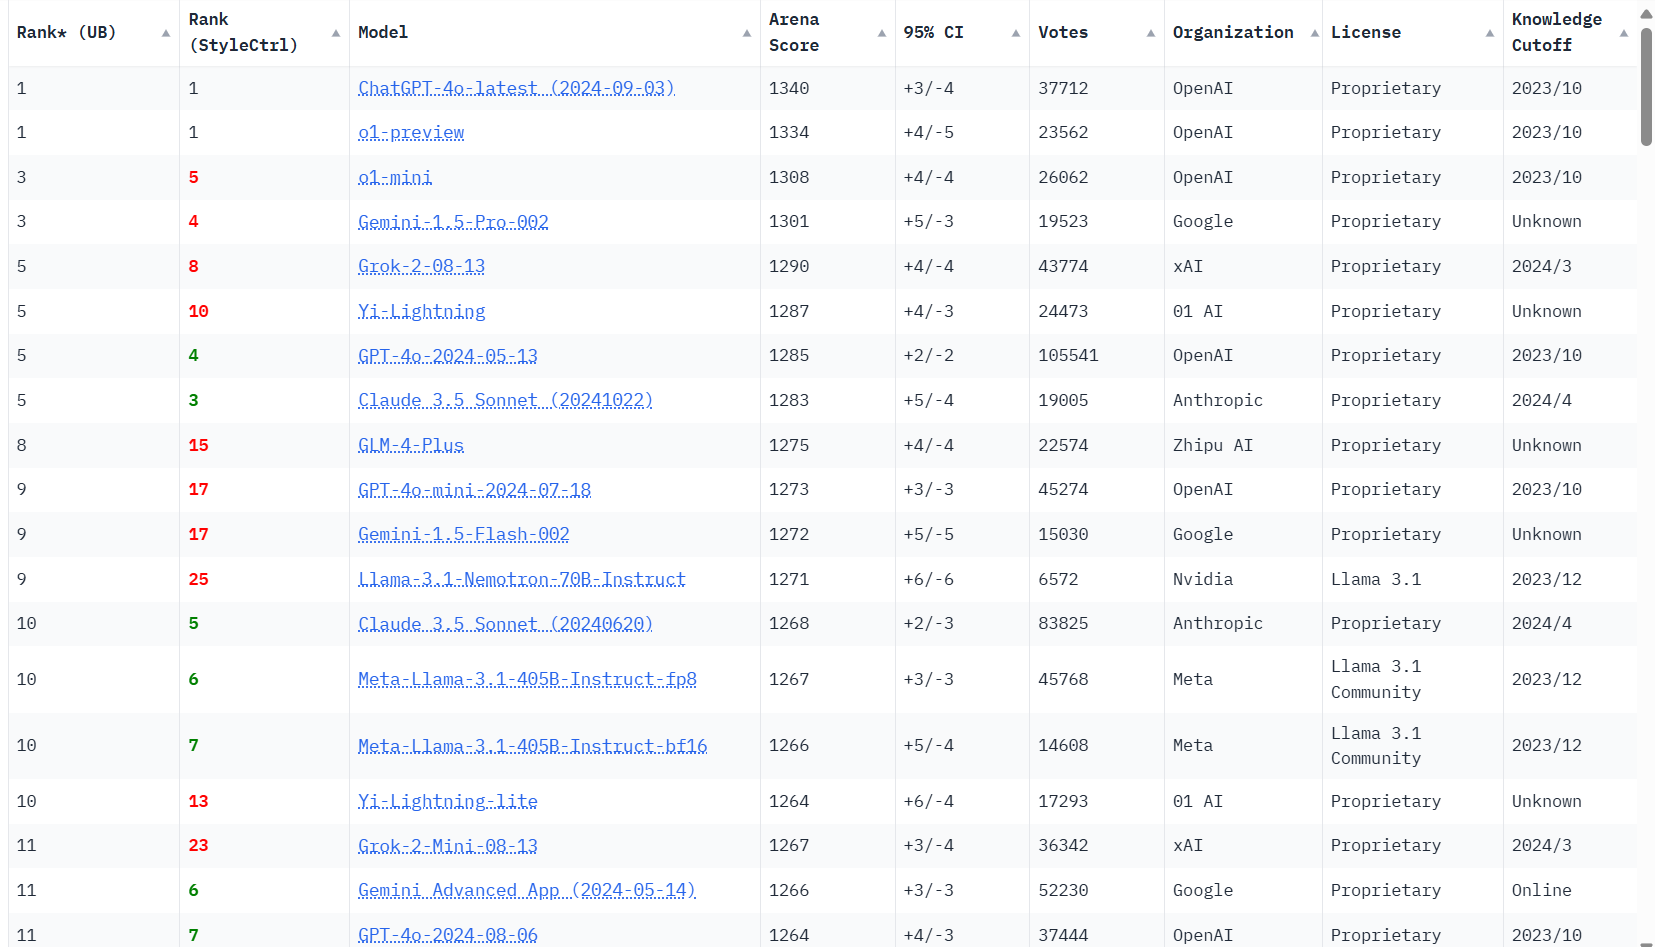 Rank* (UB) Rank (StyleCtrl) Model Arena Score 95% CI Votes Organization License Knowledge Cutoff
1 1 ChatGPT-4o-latest (2024-09-03) 1340 +3/-4 37712 OpenAI Proprietary 2023/10
1 1 o1-preview 1334 +4/-5 23562 OpenAI Proprietary 2023/10
3 5 o1-mini 1308 +4/-4 26062 OpenAI Proprietary 2023/10
3 4 Gemini-1.5-Pro-002 1301 +5/-3 19523 Google Proprietary Unknown
5 8 Grok-2-08-13 1290 +4/-4 43774 xAI Proprietary 2024/3
5 10 Yi-Lightning 1287 +4/-3 24473 01 AI Proprietary Unknown
5 4 GPT-4o-2024-05-13 1285 +2/-2 105541 OpenAI Proprietary 2023/10
5 3 Claude 3.5 Sonnet (20241022) 1283 +5/-4 19005 Anthropic Proprietary 2024/4
8 15 GLM-4-Plus 1275 +4/-4 22574 Zhipu AI Proprietary Unknown
9 17 GPT-4o-mini-2024-07-18 1273 +3/-3 45274 OpenAI Proprietary 2023/10
9 17 Gemini-1.5-Flash-002 1272 +5/-5 15030 Google Proprietary Unknown
9 25 Llama-3.1-Nemotron-70B-Instruct 1271 +6/-6 6572 Nvidia Llama 3.1 2023/12
10 5 Claude 3.5 Sonnet (20240620) 1268 +2/-3 83825 Anthropic Proprietary 2024/4
10 6 Meta-Llama-3.1-405B-Instruct-fp8 1267 +3/-3 45768 Meta Llama 3.1 Community 2023/12
10 7 Meta-Llama-3.1-405B-Instruct-bf16 1266 +5/-4 14608 Meta Llama 3.1 Community 2023/12
10 13 Yi-Lightning-lite 1264 +6/-4 17293 01 AI Proprietary Unknown
11 23 Grok-2-Mini-08-13 1267 +3/-4 36342 xAI Proprietary 2024/3
11 6 Gemini Advanced App (2024-05-14) 1266 +3/-3 52230 Google Proprietary Online
11 7 GPT-4o-2024-08-06 1264 +4/-3 37444 OpenAI Proprietary 2023/10